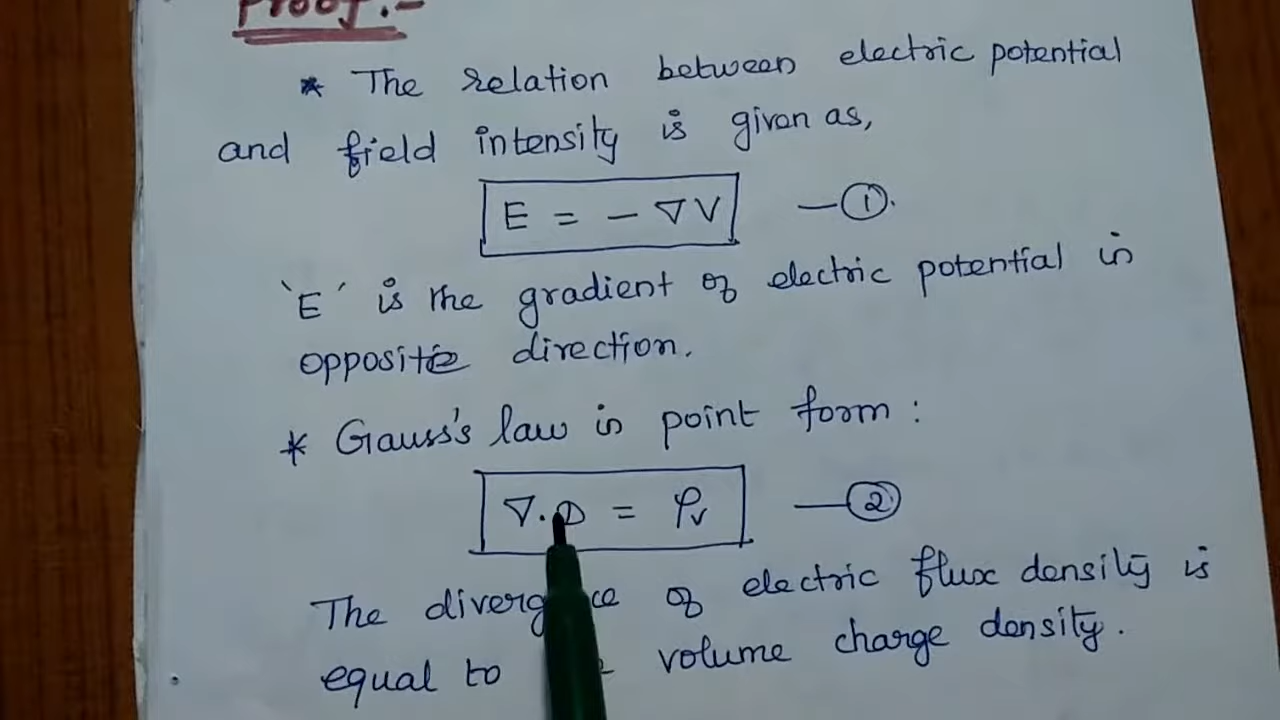 Proof :-
* The relation between electric potential
and field intensity is given as,
E = - ∇V —①.
'E' is the gradient of electric potential in
opposite direction.
* Gauss's law in point form :
∇.D = ρv —②
The of electric flux density is
equal to volume charge density.